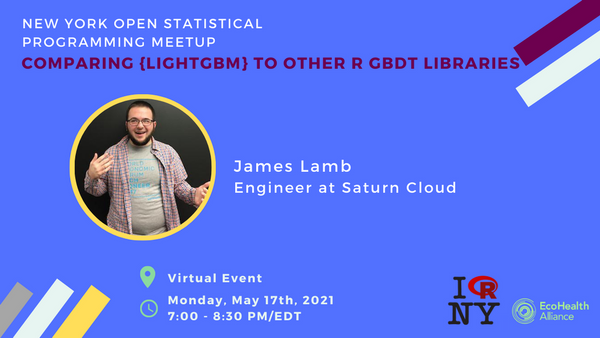 NEW YORK OPEN STATISTICAL
PROGRAMMING MEETUP
COMPARING {LIGHTGBM} TO OTHER R GBDT LIBRARIES
James Lamb
Engineer at Saturn Cloud
Virtual Event
Monday, May 17th, 2021
7:00 - 8:30 PM/EDT
I R
NY
EcoHealth
Alliance